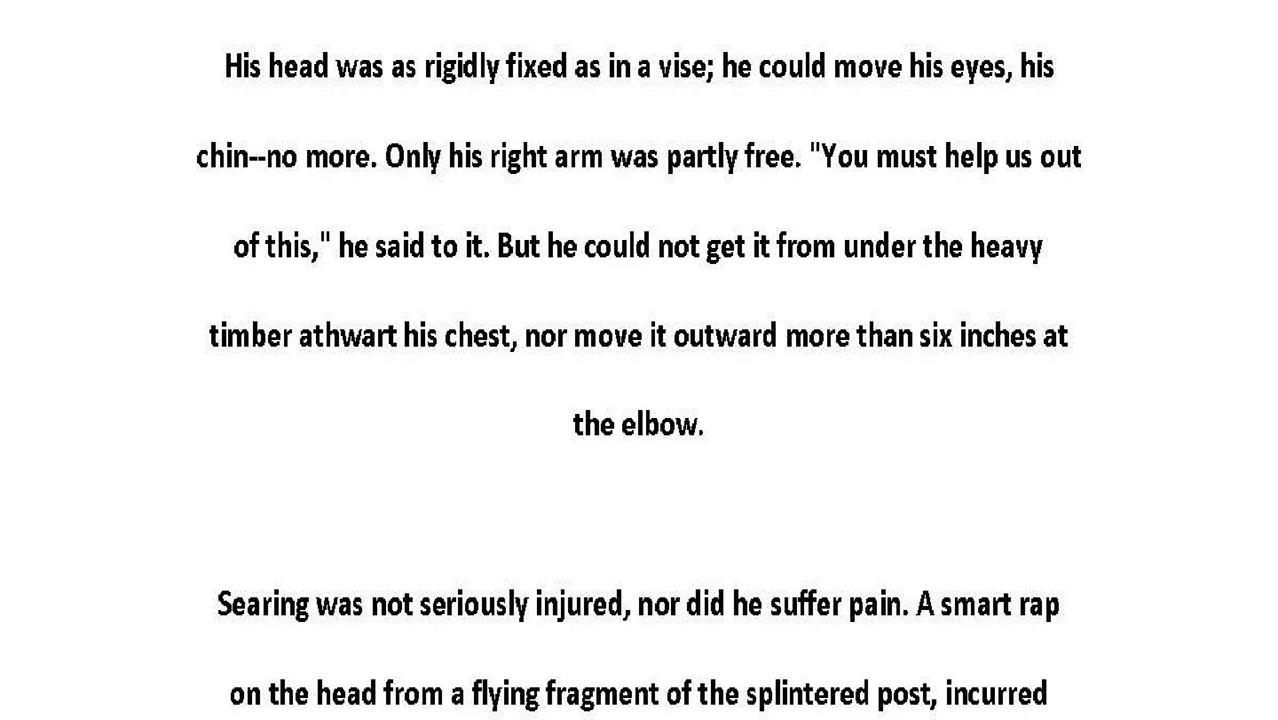 His head was as rigidly fixed as in a vise; he could move his eyes, his
chin--no more. Only his right arm was partly free. "You must help us out
of this," he said to it. But he could not get it from under the heavy
timber athwart his chest, nor move it outward more than six inches at
the elbow.
Searing was not seriously injured, nor did he suffer pain. A smart rap
on the head from a flying fragment of the splintered post, incurred